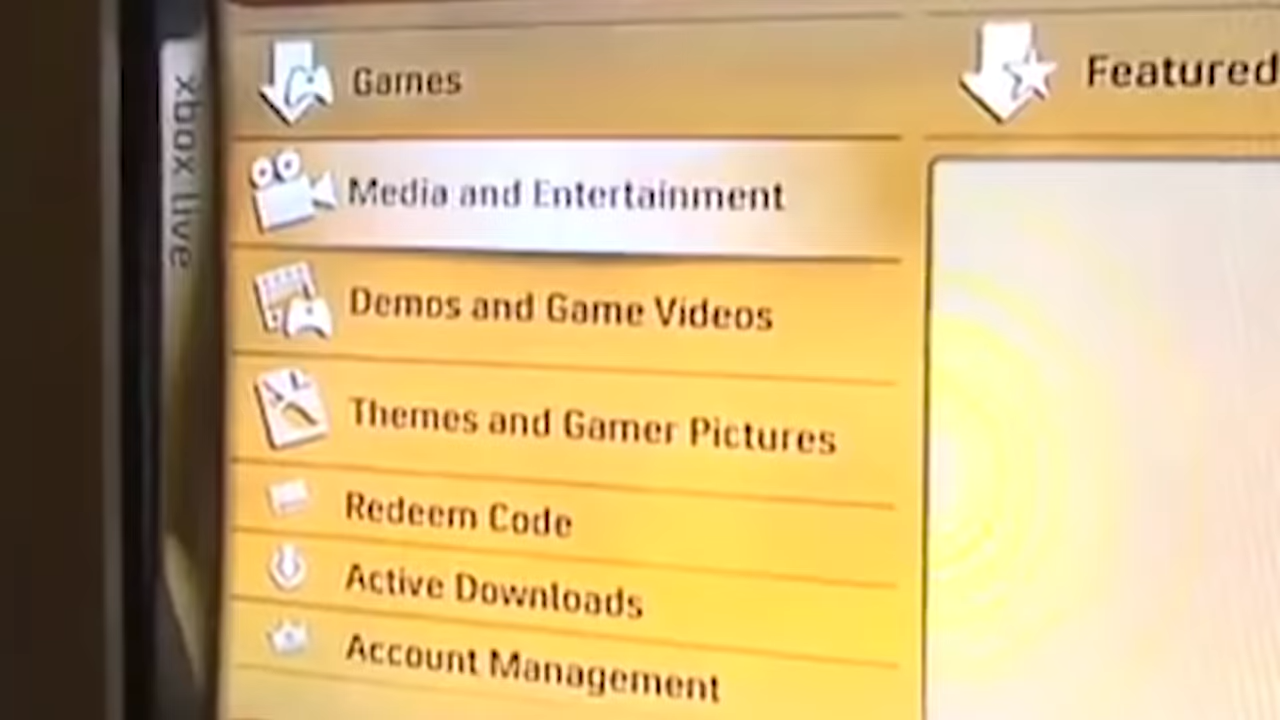 xbox live
Games
Media and Entertainment
Demos and Game Videos
Themes and Gamer Pictures
Redeem Code
Active Downloads
Account Management
Featured